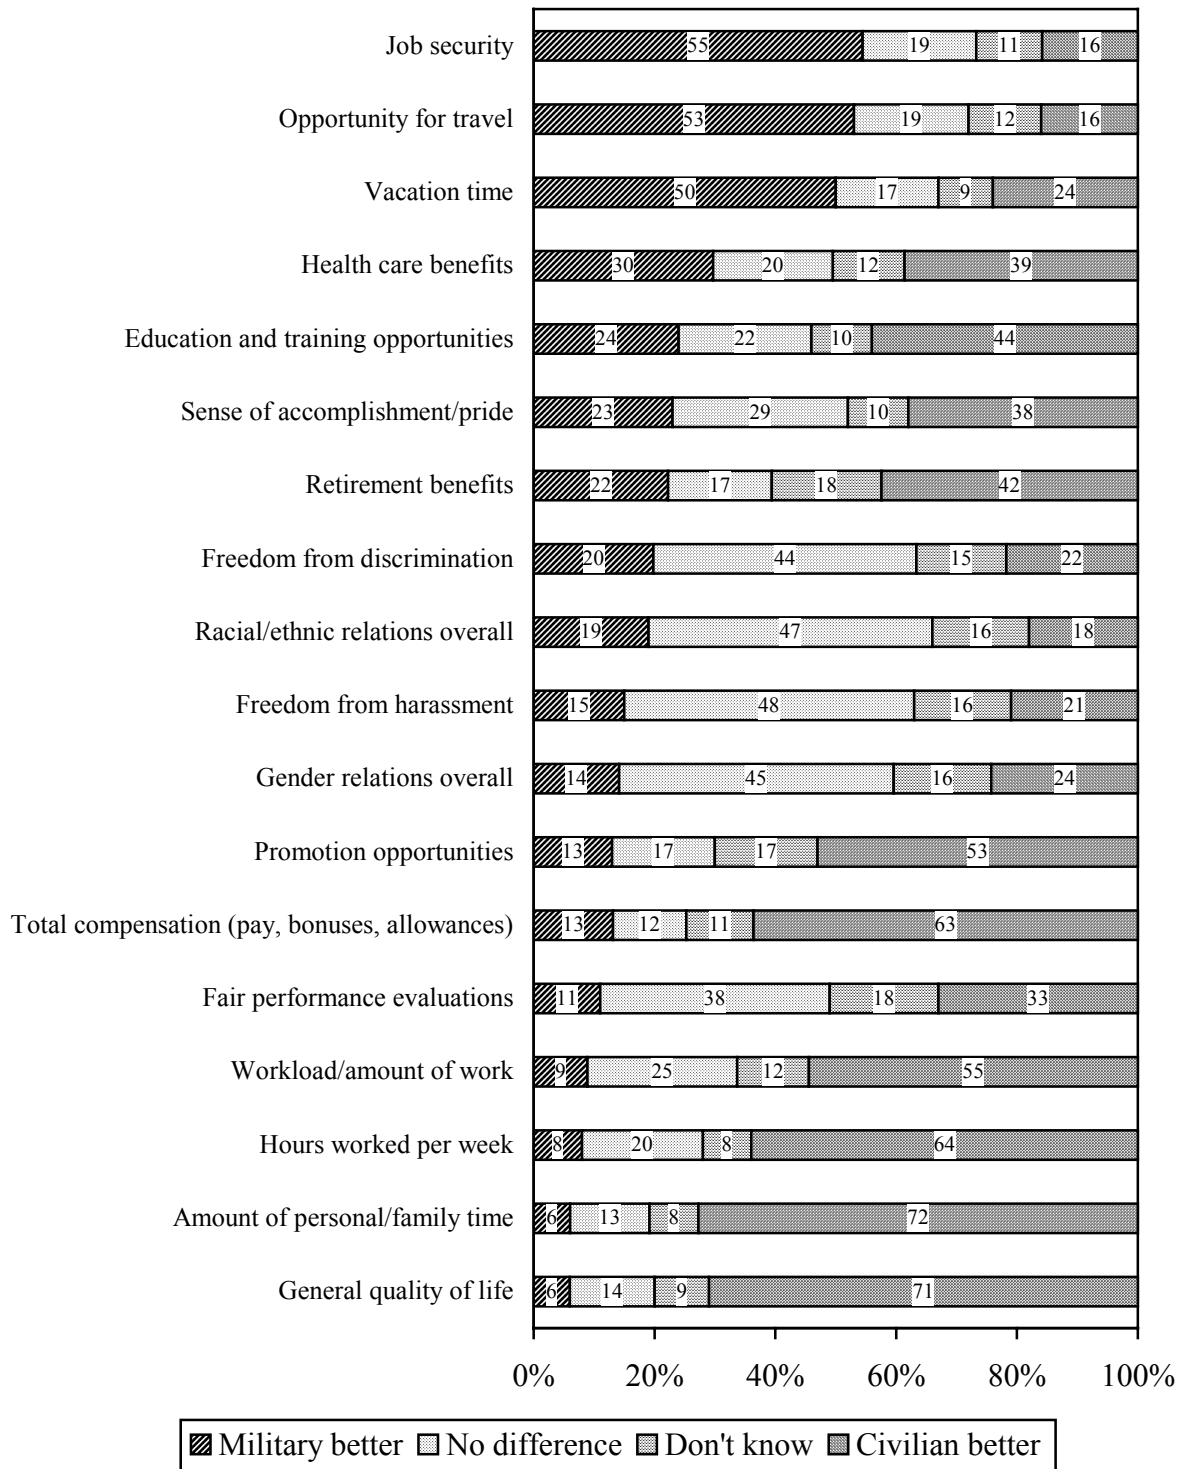 Job security 55 19 11 16
Opportunity for travel 53 19 12 16
Vacation time 50 17 9 24
Health care benefits 30 20 12 39
Education and training opportunities 24 22 10 44
Sense of accomplishment/pride 23 29 10 38
Retirement benefits 22 17 18 42
Freedom from discrimination 20 44 15 22
Racial/ethnic relations overall 19 47 16 18
Freedom from harassment 15 48 16 21
Gender relations overall 14 45 16 24
Promotion opportunities 13 17 17 53
Total compensation (pay, bonuses, allowances) 13 12 11 63
Fair performance evaluations 11 38 18 33
Workload/amount of work 9 25 12 55
Hours worked per week 8 20 8 64
Amount of personal/family time 6 13 8 72
General quality of life 6 14 9 71
0% 20% 40% 60% 80% 100%
Military better No difference Don't know Civilian better